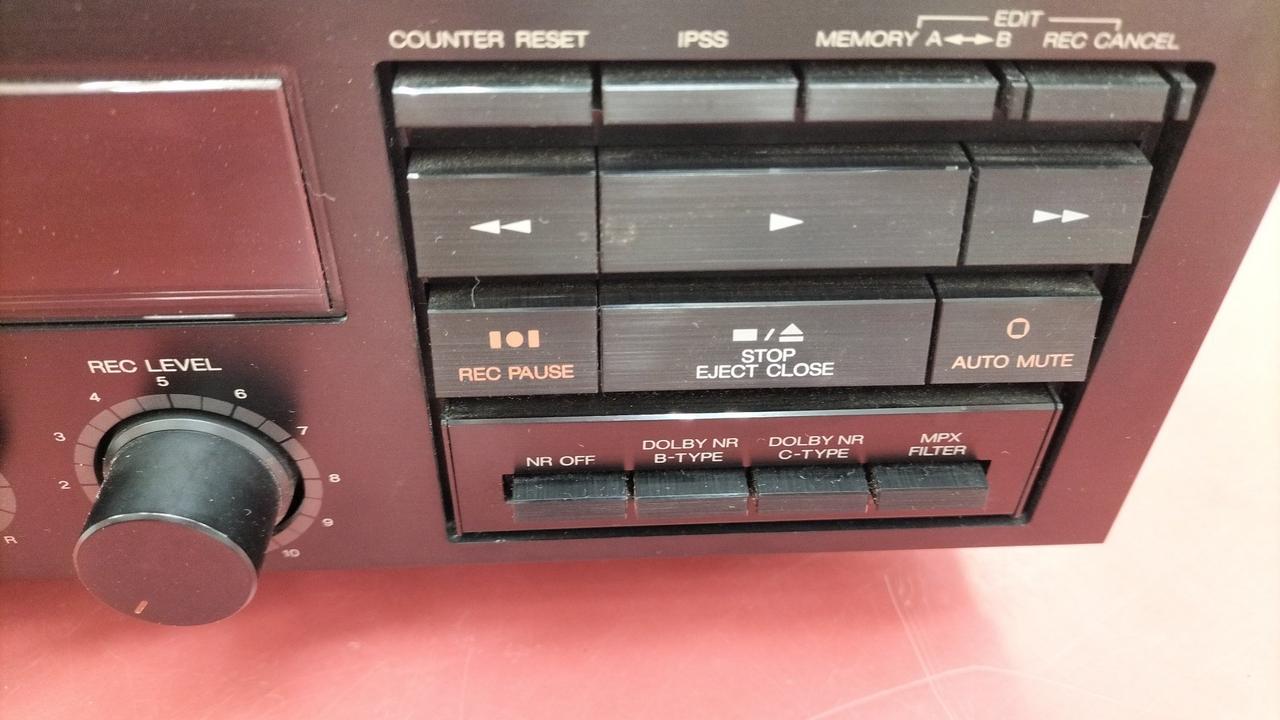 EDIT
COUNTER RESET IPSS MEMORY A◄►B REC CANCEL
REC PAUSE
STOP
EJECT CLOSE
AUTO MUTE
REC LEVEL
2 3 4 5 6 7 8 9 10
R
NR OFF
DOLBY NR
B-TYPE
DOLBY NR
C-TYPE
MPX
FILTER